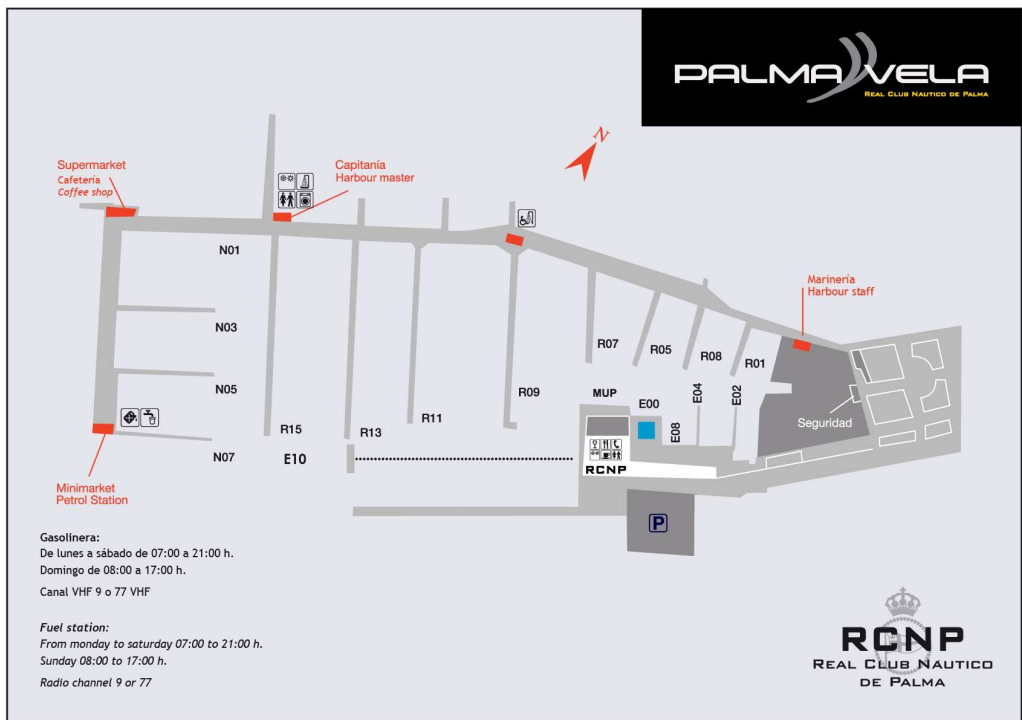 PALMA VELA
REAL CLUB NÁUTICO DE PALMA
N
Supermarket
Cafetería
Coffee shop
Capitanía
Harbour master
Marinería
Harbour staff
N01
N03
N05
N07
R15
E10
R13
R11
R09
R07
R05
R08
R01
MUP
E00
E04
E02
E08
RCNP
Seguridad
P
Minimarket
Petrol Station
Gasolinera:
De lunes a sábado de 07:00 a 21:00 h.
Domingo de 08:00 a 17:00 h.
Canal VHF 9 o 77 VHF
Fuel station:
From monday to saturday 07:00 to 21:00 h.
Sunday 08:00 to 17:00 h.
Radio channel 9 or 77
RCNP
REAL CLUB NÁUTICO
DE PALMA